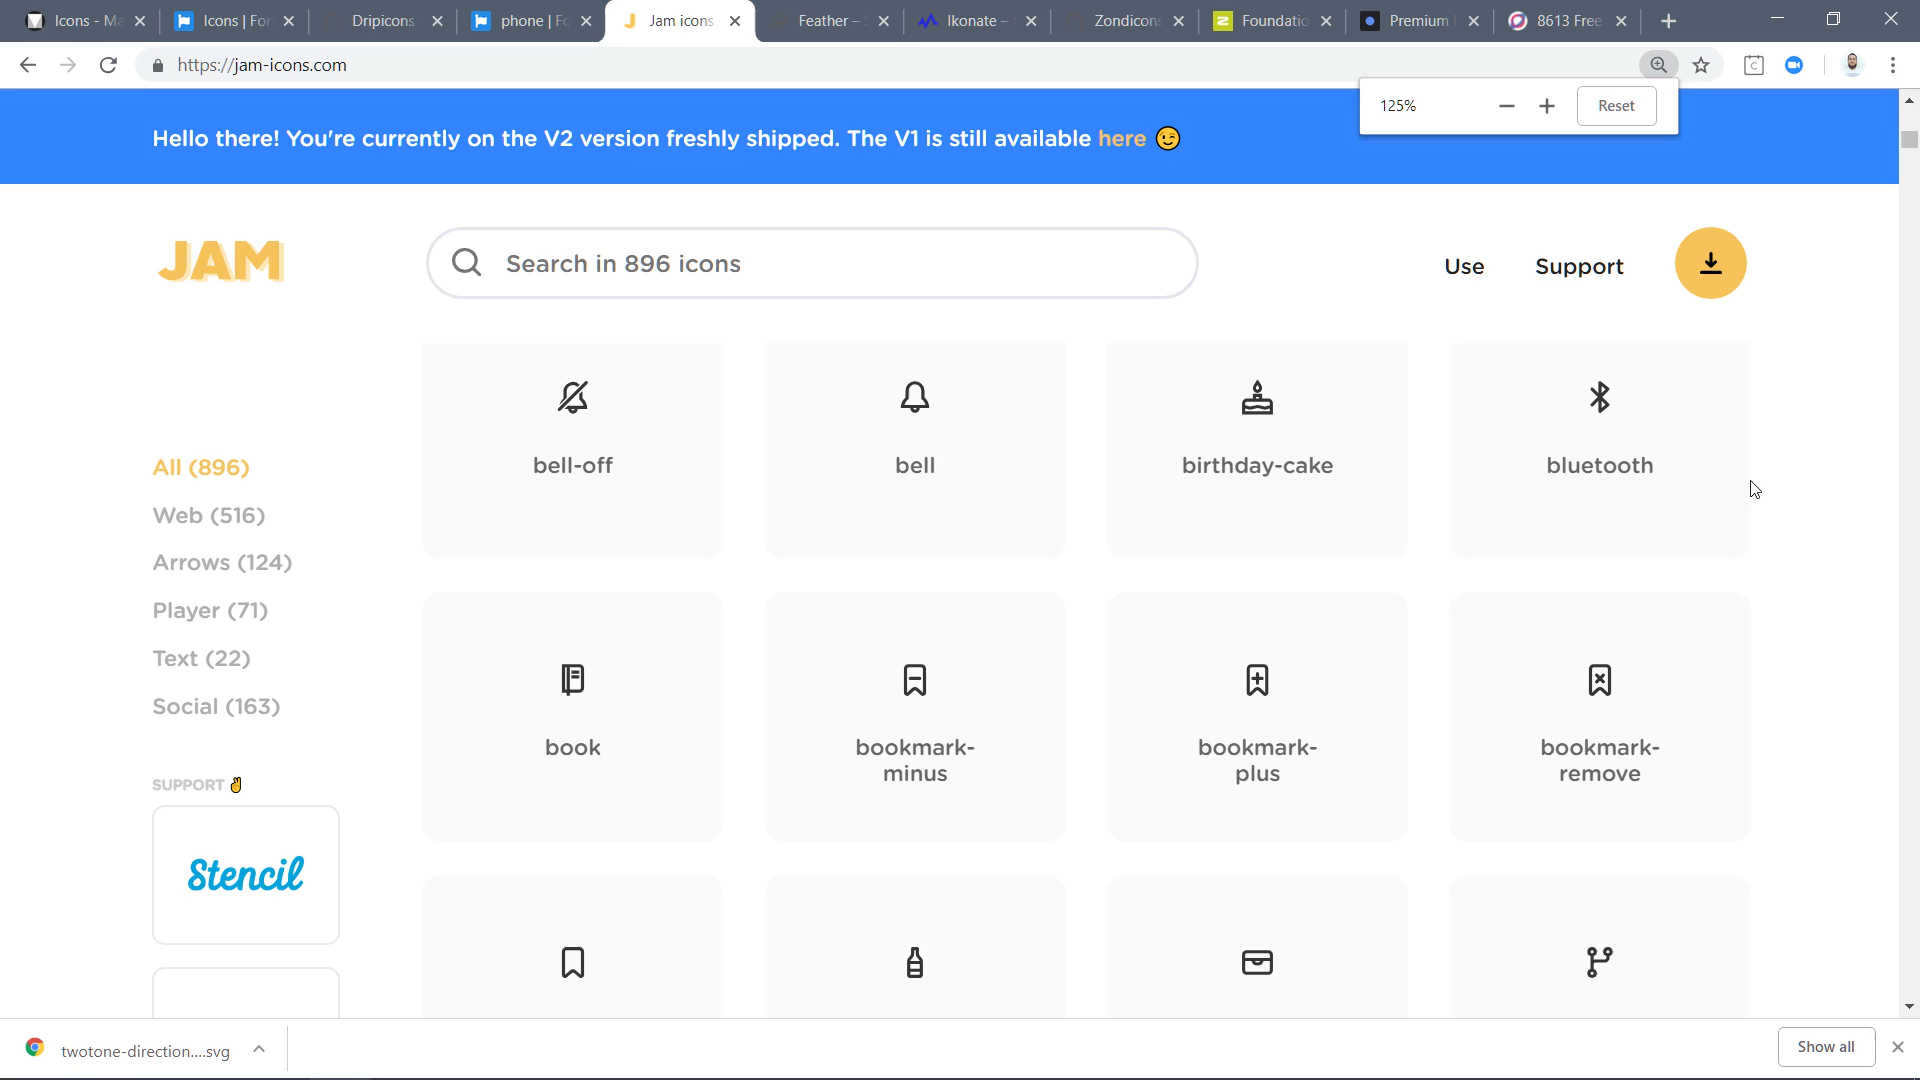 Icons - Ma
Icons | For
Dripicons
phone | Fo
Jam icons
Feather –
Ikonate –
Zondicons
Foundatio
Premium
8613 Free
https://jam-icons.com
125%
Reset
Hello there! You're currently on the V2 version freshly shipped. The V1 is still available here 😉
JAM
Search in 896 icons
Use
Support
bell-off
bell
birthday-cake
bluetooth
All (896)
Web (516)
Arrows (124)
Player (71)
Text (22)
Social (163)
book
bookmark-
minus
bookmark-
plus
bookmark-
remove
SUPPORT ✌
Stencil
twotone-direction....svg
Show all